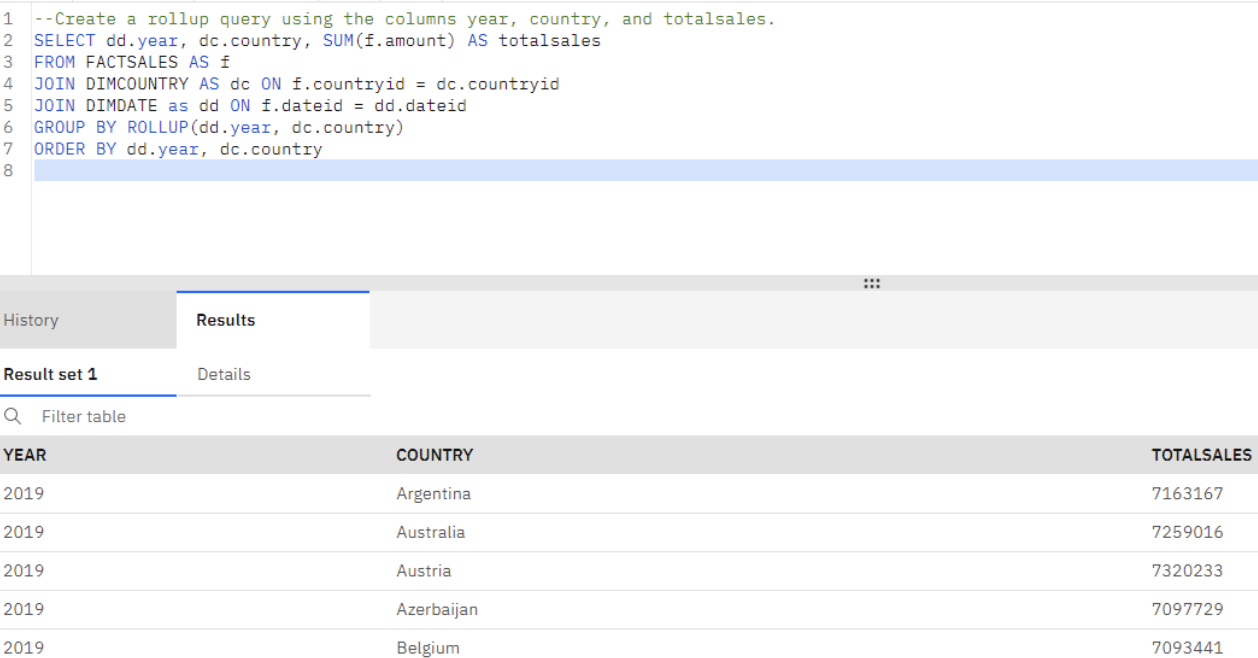 1 --Create a rollup query using the columns year, country, and totalsales.
2 SELECT dd.year, dc.country, SUM(f.amount) AS totalsales
3 FROM FACTSALES AS f
4 JOIN DIMCOUNTRY AS dc ON f.countryid = dc.countryid
5 JOIN DIMDATE as dd ON f.dateid = dd.dateid
6 GROUP BY ROLLUP(dd.year, dc.country)
7 ORDER BY dd.year, dc.country
8
History Results
Result set 1 Details
Filter table
YEAR COUNTRY TOTALSALES
2019 Argentina 7163167
2019 Australia 7259016
2019 Austria 7320233
2019 Azerbaijan 7097729
2019 Belgium 7093441